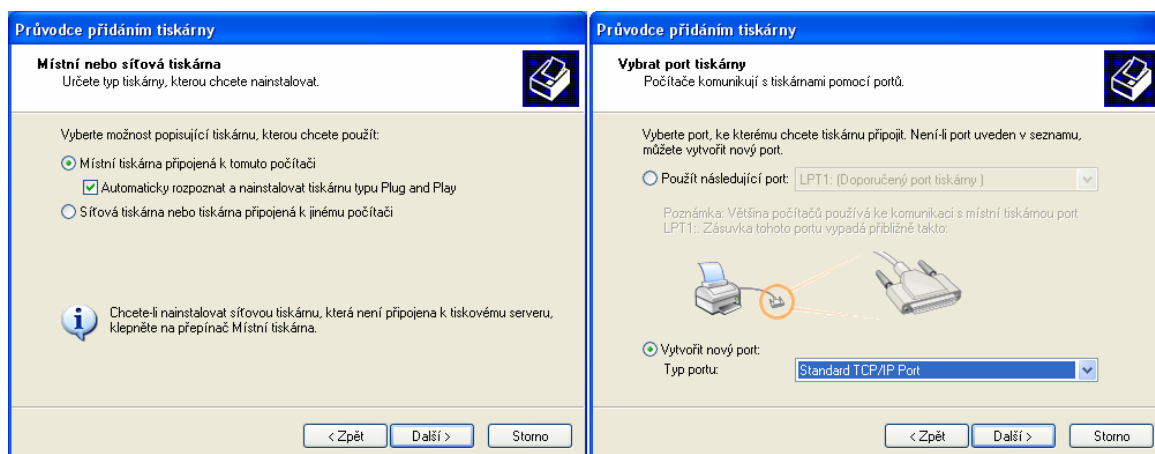 Průvodce přidáním tiskárny
Místní nebo síťová tiskárna
Určete typ tiskárny, kterou chcete nainstalovat.
Vyberte možnost popisující tiskárnu, kterou chcete použít:
Místní tiskárna připojená k tomuto počítači
Automaticky rozpoznat a nainstalovat tiskárnu typu Plug and Play
Síťová tiskárna nebo tiskárna připojená k jinému počítači
Chcete-li nainstalovat síťovou tiskárnu, která není připojena k tiskovému serveru,
klepněte na přepínač Místní tiskárna.
< Zpět
Další >
Storno
Průvodce přidáním tiskárny
Vybrat port tiskárny
Počítače komunikují s tiskárnami pomocí portů.
Vyberte port, ke kterému chcete tiskárnu připojit. Není-li port uveden v seznamu,
můžete vytvořit nový port.
Použít následující port: LPT1: (Doporučený port tiskárny )
Poznámka: Většina počítačů používá ke komunikaci s místní tiskárnou port
LPT1:. Zásuvka tohoto portu vypadá přibližně takto:
Vytvořit nový port:
Typ portu: Standard TCP/IP Port
< Zpět
Další >
Storno